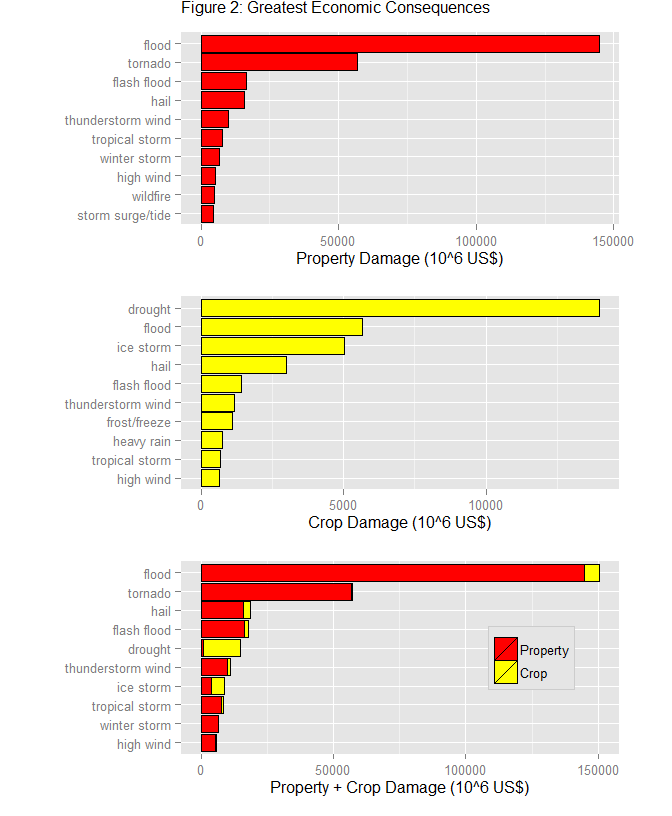 Figure 2: Greatest Economic Consequences
flood
tornado
flash flood
hail
thunderstorm wind
tropical storm
winter storm
high wind
wildfire
storm surge/tide
0 50000 100000 150000
Property Damage (10^6 US$)
drought
flood
ice storm
hail
flash flood
thunderstorm wind
frost/freeze
heavy rain
tropical storm
high wind
0 5000 10000
Crop Damage (10^6 US$)
flood
tornado
hail
flash flood
drought
thunderstorm wind
ice storm
tropical storm
winter storm
high wind
Property
Crop
0 50000 100000 150000
Property + Crop Damage (10^6 US$)